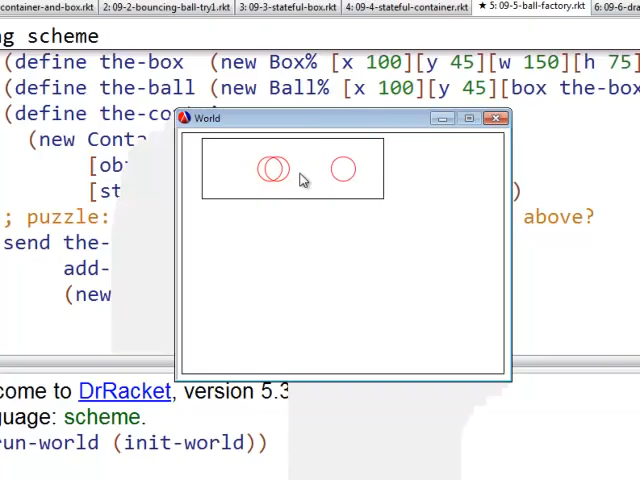 container-and-box.rkt 2: 09-2-bouncing-ball-try1.rkt 3: 09-3-stateful-box.rkt 4: 09-4-stateful-container.rkt ★ 5: 09-5-ball-factory.rkt 6: 09-6-dra
ng scheme
(define the-box (new Box% [x 100][y 45][w 150][h 75]
(define the-ball (new Ball% [x 100][y 45][box the-box
(define the-co
World
(new Conta
[ob
[st )
; puzzle: above?
send the-
add-
(new
come to DrRacket, version 5.3
guage: scheme.
run-world (init-world))